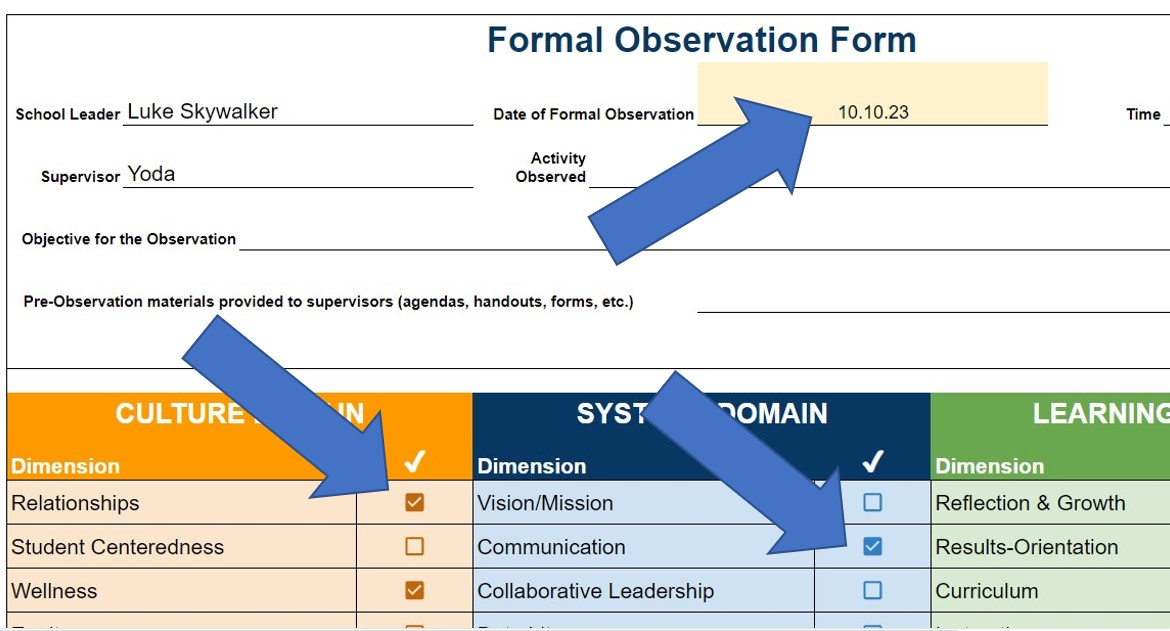 Formal Observation Form
School Leader Luke Skywalker Date of Formal Observation 10.10.23 Time
Supervisor Yoda Activity Observed
Objective for the Observation
Pre-Observation materials provided to supervisors (agendas, handouts, forms, etc.)
CULTURE DOMAIN LEARNING
Dimension ✓ Dimension ✓ Dimension
Relationships Vision/Mission Reflection & Growth
Student Centeredness Communication Results-Orientation
Wellness Collaborative Leadership Curriculum